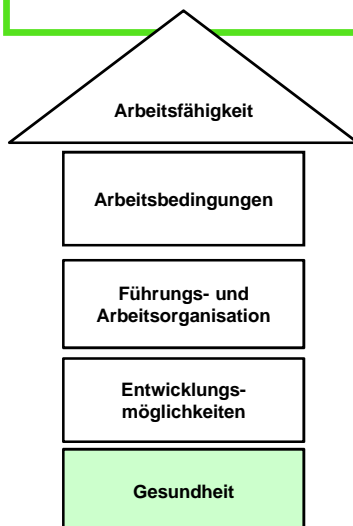 Arbeitsfähigkeit
Arbeitsbedingungen
Führungs- und
Arbeitsorganisation
Entwicklungs-
möglichkeiten
Gesundheit